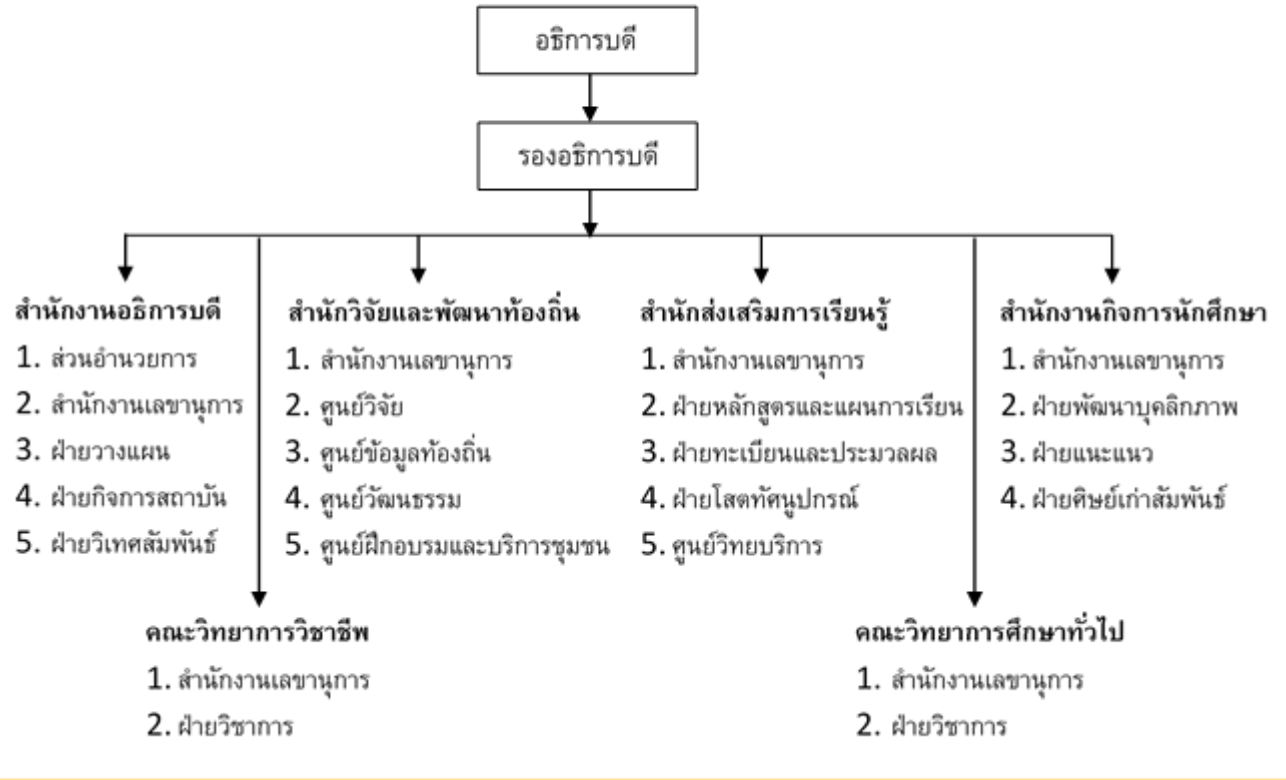 อธิการบดี
รองอธิการบดี
สำนักงานอธิการบดี
1. ส่วนอำนวยการ
2. สำนักงานเลขานุการ
3. ฝ่ายวางแผน
4. ฝ่ายกิจการสถาบัน
5. ฝ่ายวิเทศสัมพันธ์
สำนักวิจัยและพัฒนาท้องถิ่น
1. สำนักงานเลขานุการ
2. ศูนย์วิจัย
3. ศูนย์ข้อมูลท้องถิ่น
4. ศูนย์วัฒนธรรม
5. ศูนย์ฝึกอบรมและบริการชุมชน
สำนักส่งเสริมการเรียนรู้
1. สำนักงานเลขานุการ
2. ฝ่ายหลักสูตรและแผนการเรียน
3. ฝ่ายทะเบียนและประมวลผล
4. ฝ่ายโสตทัศนูปกรณ์
5. ศูนย์วิทยบริการ
สำนักงานกิจการนักศึกษา
1. สำนักงานเลขานุการ
2. ฝ่ายพัฒนาบุคลิกภาพ
3. ฝ่ายแนะแนว
4. ฝ่ายศิษย์เก่าสัมพันธ์
คณะวิทยาการวิชาชีพ
1. สำนักงานเลขานุการ
2. ฝ่ายวิชาการ
คณะวิทยาการศึกษาทั่วไป
1. สำนักงานเลขานุการ
2. ฝ่ายวิชาการ